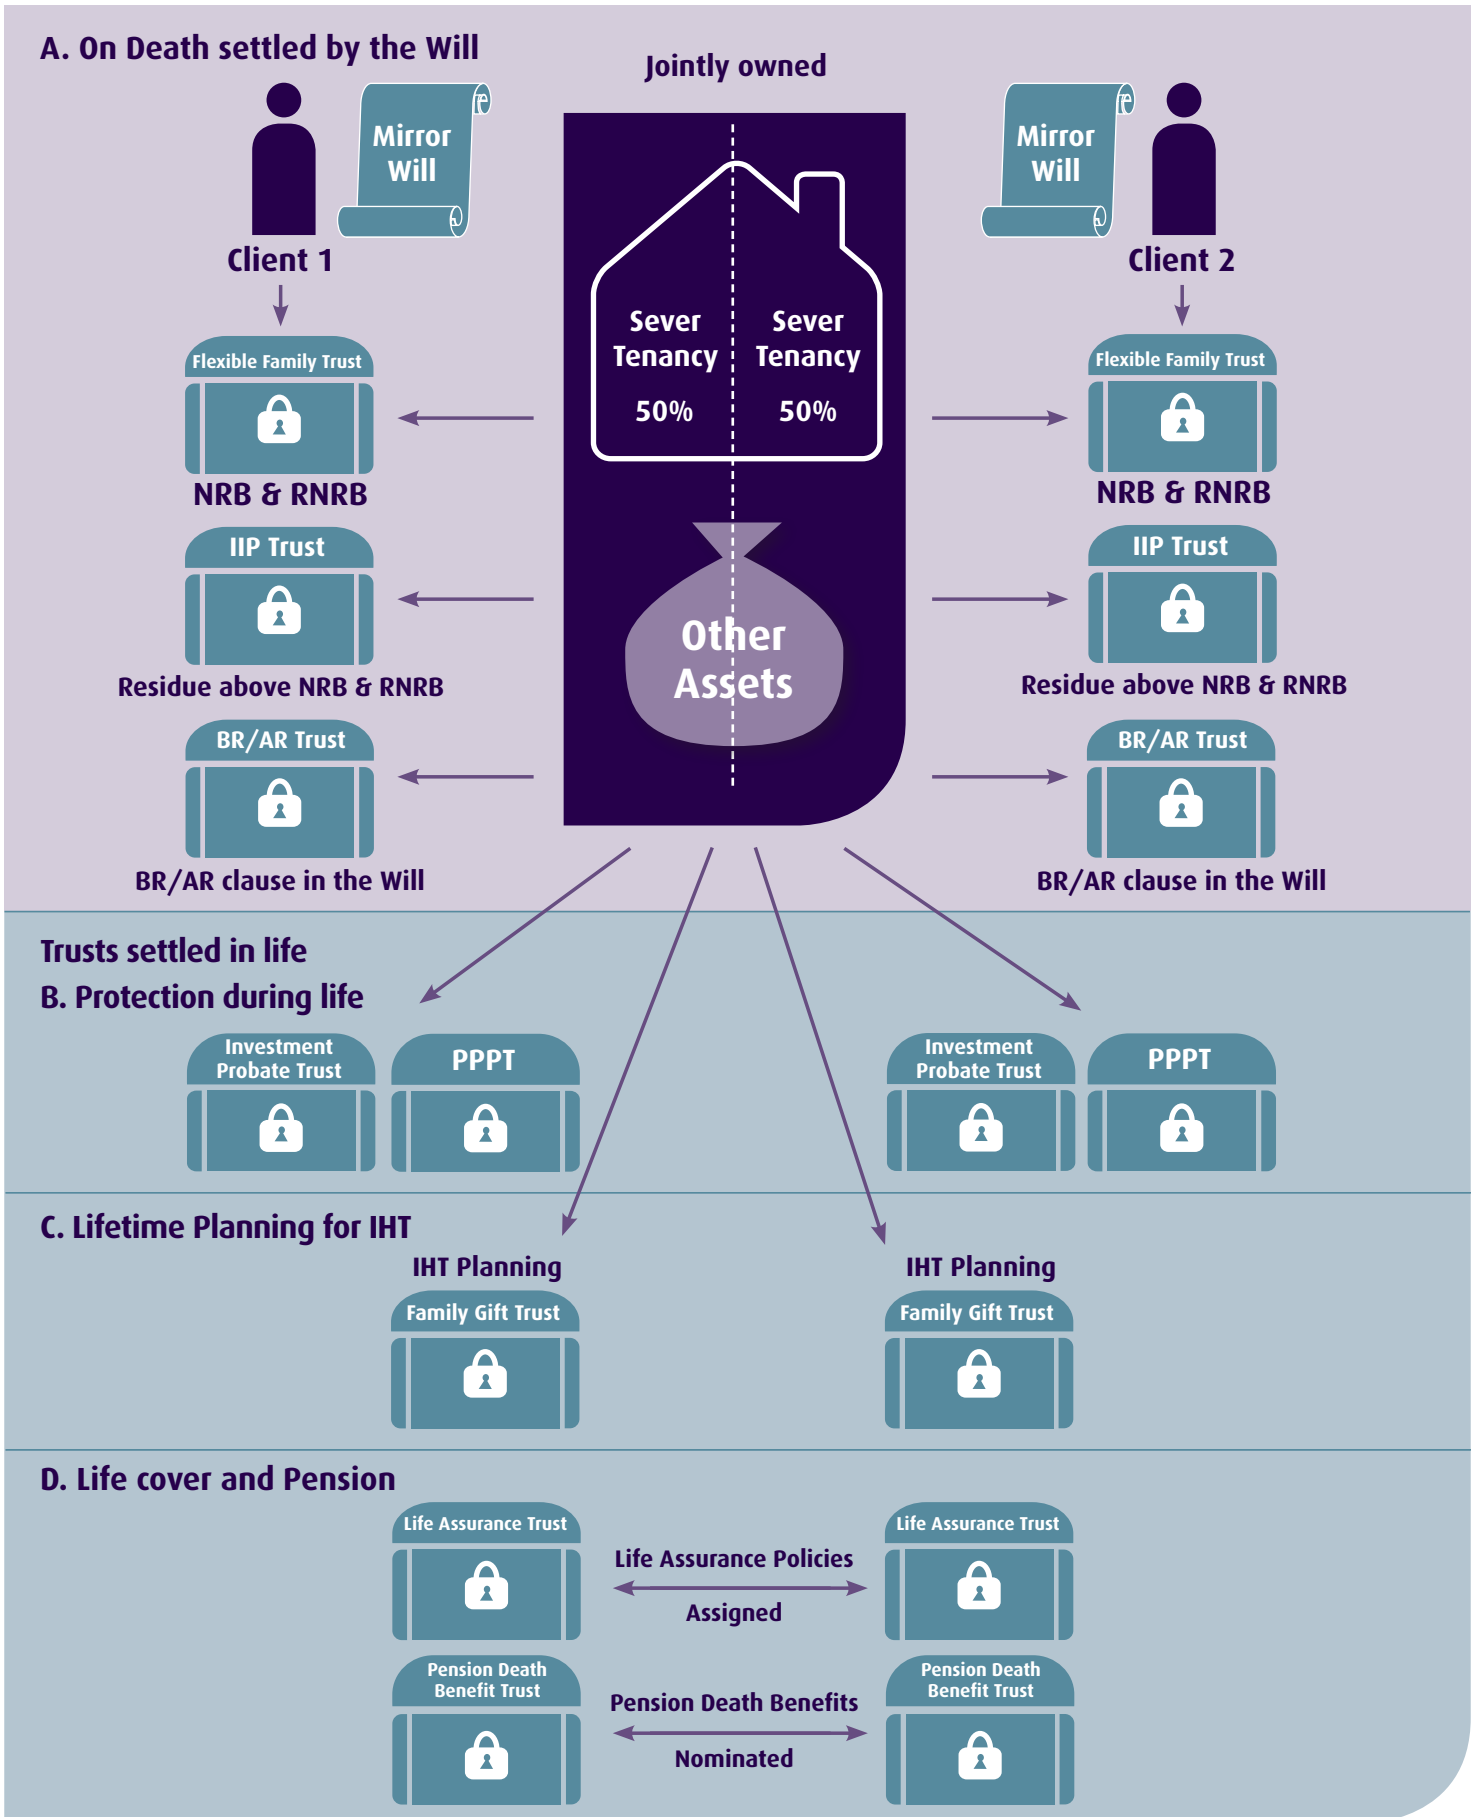 A. On Death settled by the Will
Jointly owned
Mirror
Will
Mirror
Will
Client 1
Client 2
Sever
Tenancy
50%
Sever
Tenancy
50%
Flexible Family Trust
Flexible Family Trust
NRB & RNRB
NRB & RNRB
IIP Trust
IIP Trust
Other
Assets
Residue above NRB & RNRB
Residue above NRB & RNRB
BR/AR Trust
BR/AR Trust
BR/AR clause in the Will
BR/AR clause in the Will
Trusts settled in life
B. Protection during life
Investment
Probate Trust
PPPT
Investment
Probate Trust
PPPT
C. Lifetime Planning for IHT
IHT Planning
IHT Planning
Family Gift Trust
Family Gift Trust
D. Life cover and Pension
Life Assurance Trust
Life Assurance Trust
Life Assurance Policies
Assigned
Pension Death
Benefit Trust
Pension Death
Benefit Trust
Pension Death Benefits
Nominated